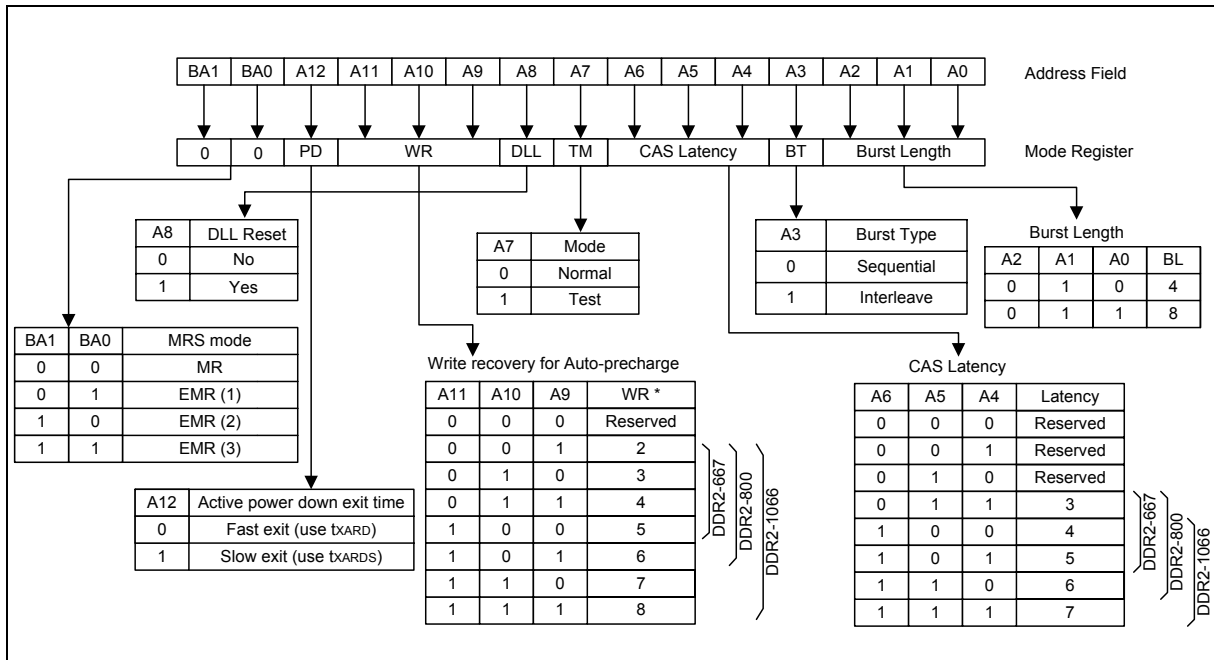 BA1 BA0 A12 A11 A10 A9 A8 A7 A6 A5 A4 A3 A2 A1 A0 Address Field
0 0 PD WR DLL TM CAS Latency BT Burst Length Mode Register
A8 DLL Reset
0 No
1 Yes
A7 Mode
0 Normal
1 Test
A3 Burst Type
0 Sequential
1 Interleave
Burst Length
A2 A1 A0 BL
0 1 0 4
0 1 1 8
BA1 BA0 MRS mode
0 0 MR
0 1 EMR (1)
1 0 EMR (2)
1 1 EMR (3)
A12 Active power down exit time
0 Fast exit (use tXARD)
1 Slow exit (use tXARDS)
Write recovery for Auto-precharge
A11 A10 A9 WR *
0 0 0 Reserved
0 0 1 2
0 1 0 3
0 1 1 4
1 0 0 5
1 0 1 6
1 1 0 7
1 1 1 8
DDR2-667
DDR2-800
DDR2-1066
CAS Latency
A6 A5 A4 Latency
0 0 0 Reserved
0 0 1 Reserved
0 1 0 Reserved
0 1 1 3
1 0 0 4
1 0 1 5
1 1 0 6
1 1 1 7
DDR2-667
DDR2-800
DDR2-1066